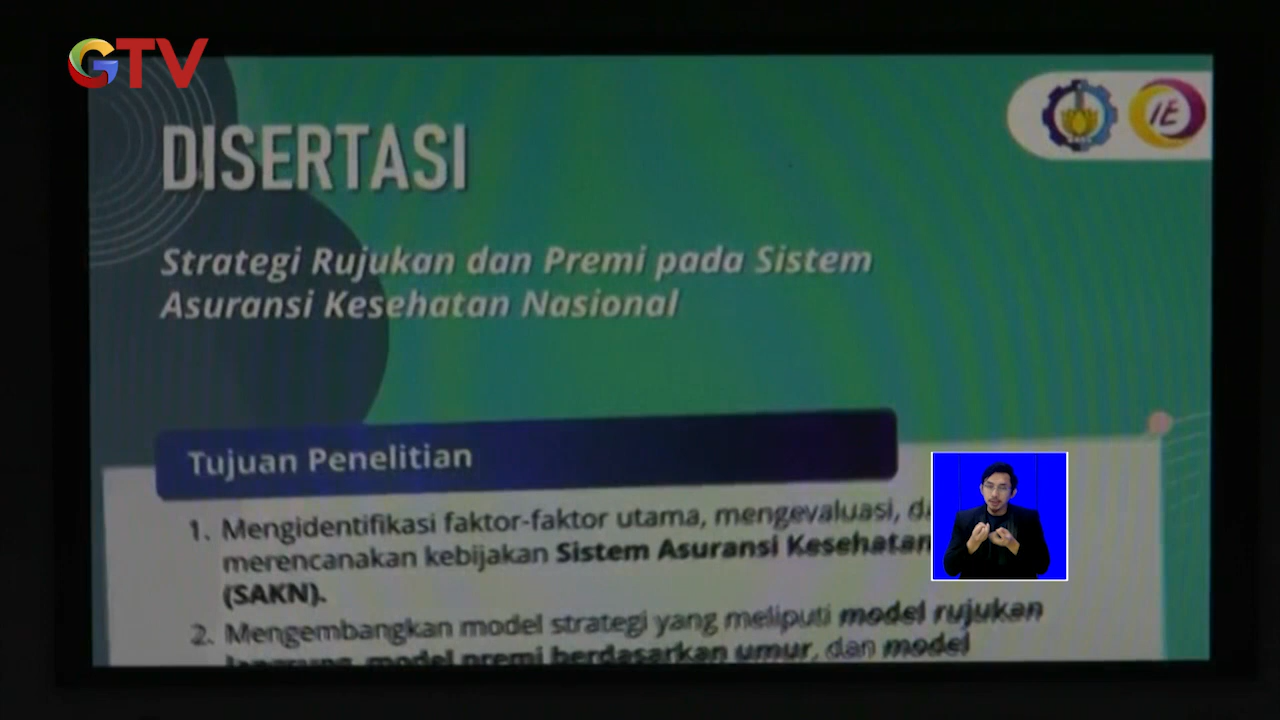 GTV
DISERTASI
IE
Strategi Rujukan dan Premi pada Sistem
Asuransi Kesehatan Nasional
Tujuan Penelitian
1. Mengidentifikasi faktor-faktor utama, mengevaluasi,
merencanakan kebijakan Sistem Asuransi Kesehatan
(SAKN).
2. Mengembangkan model strategi yang meliputi model rujukan
langsung, model premi berdasarkan umur, dan model